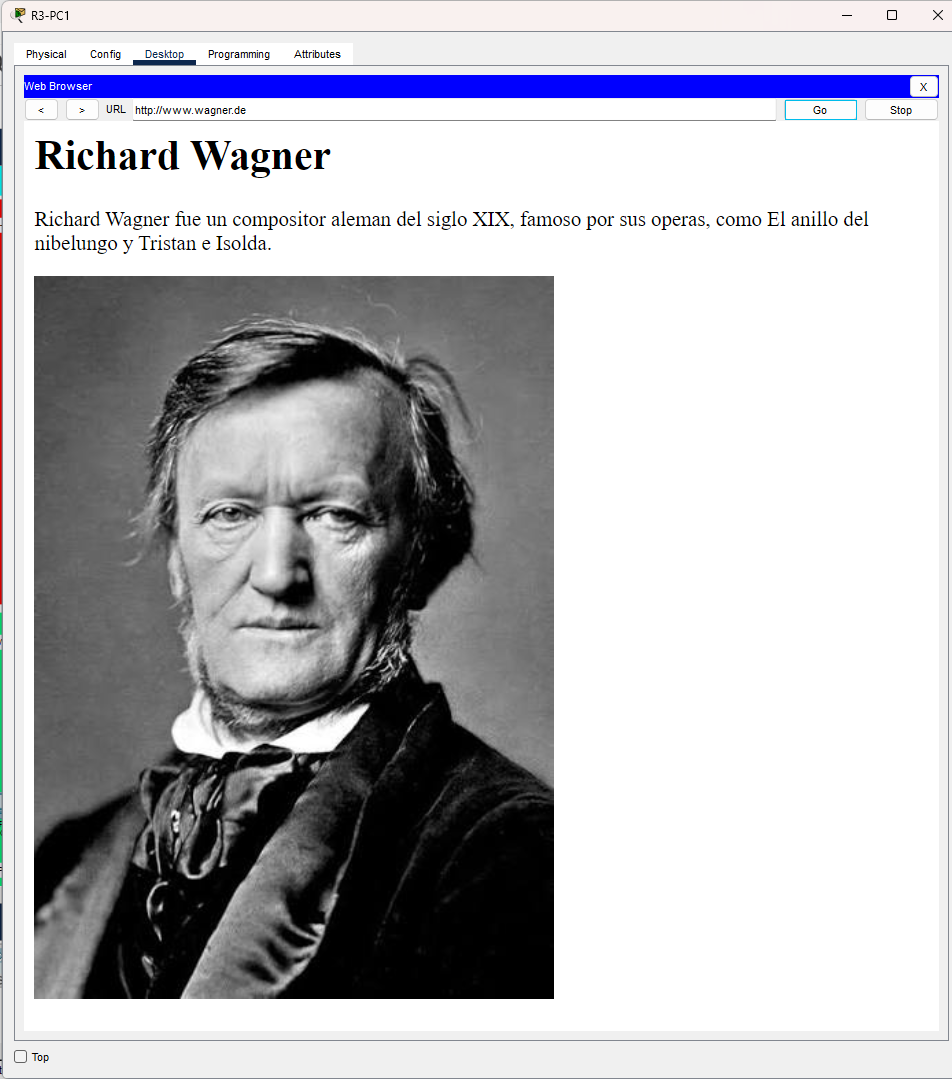 R3-PC1
Physical Config Desktop Programming Attributes
Web Browser X
< > URL http://www.wagner.de Go Stop
Richard Wagner
Richard Wagner fue un compositor aleman del siglo XIX, famoso por sus operas, como El anillo del
nibelungo y Tristan e Isolda.
Top